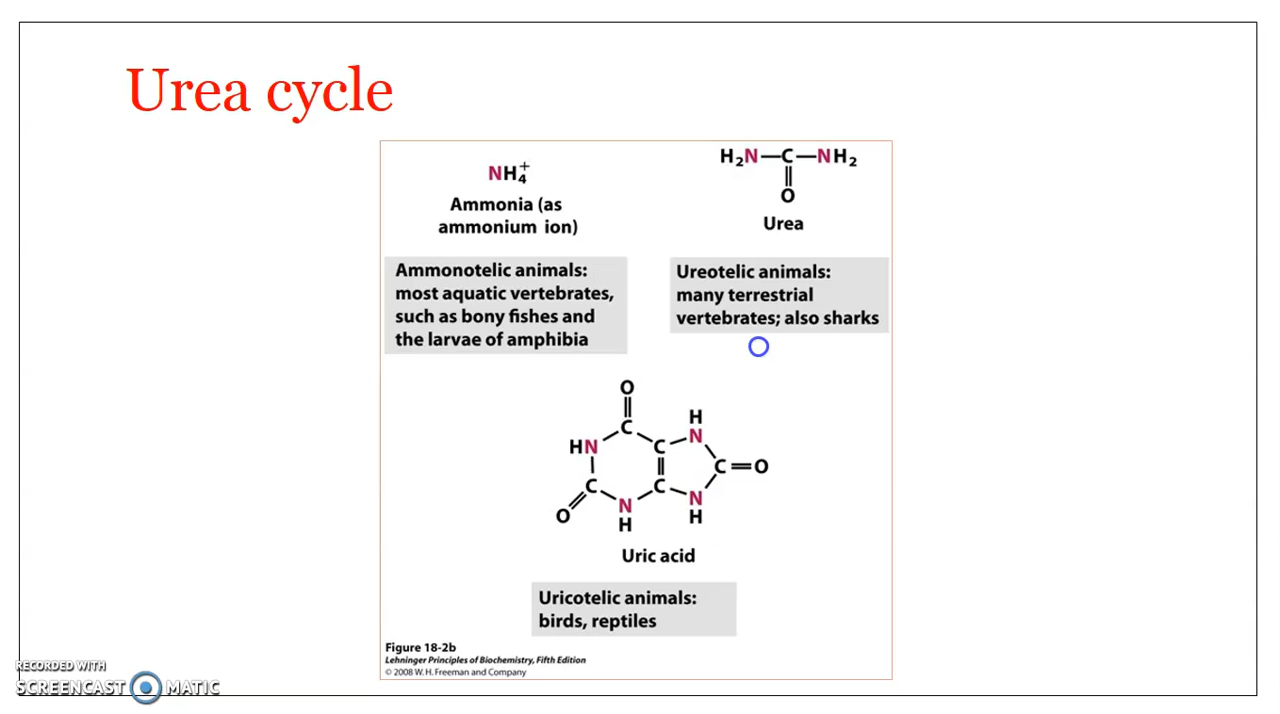 Urea cycle
NH4+
Ammonia (as
ammonium ion)
H2N—C—NH2
O
Urea
Ammonotelic animals:
most aquatic vertebrates,
such as bony fishes and
the larvae of amphibia
Ureotelic animals:
many terrestrial
vertebrates; also sharks
O
H
C
N
HN
C
C
O
C
C
N
N
O
H
H
Uric acid
Uricotelic animals:
birds, reptiles
Figure 18-2b
Lehninger Principles of Biochemistry, Fifth Edition
© 2008 W. H. Freeman and Company
RECORDED WITH
SCREENCAST MATIC